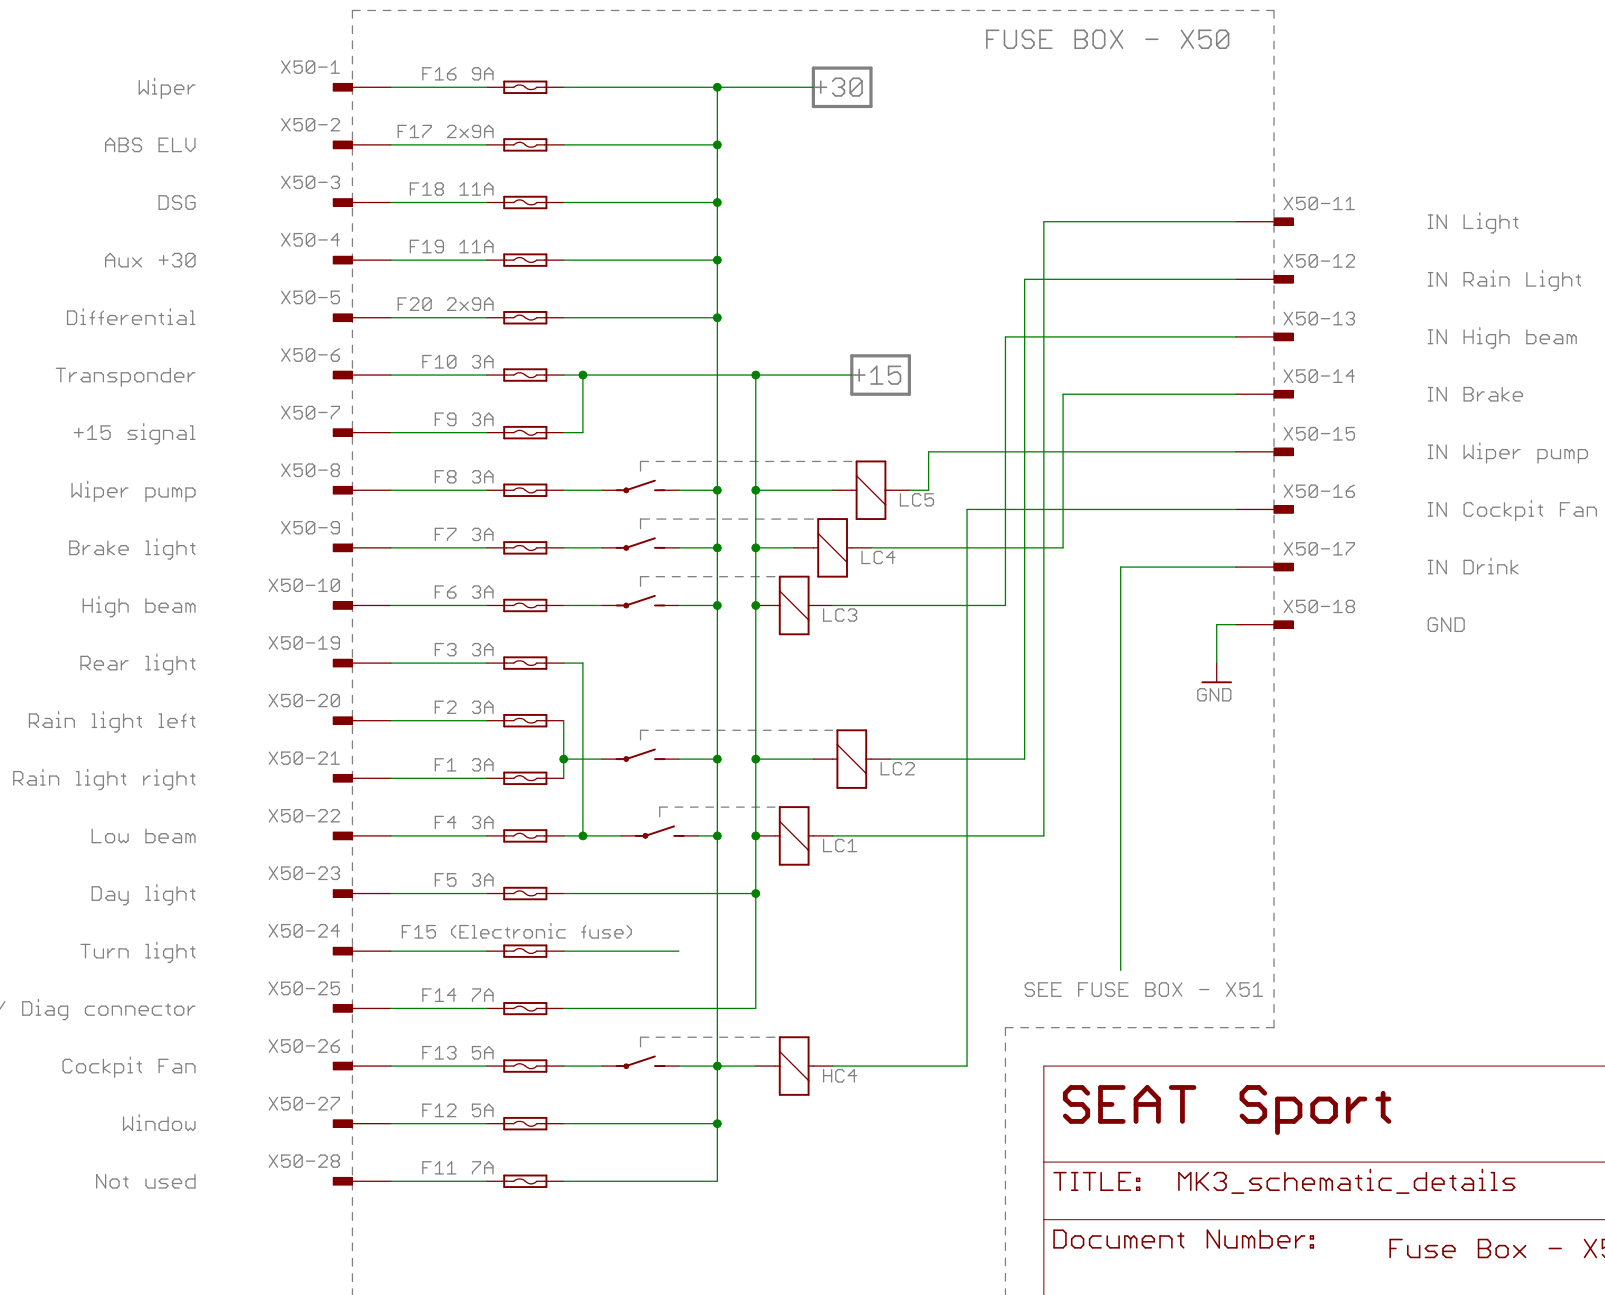 FUSE BOX - X50
Wiper X50-1 F16 9A +30
ABS ELV X50-2 F17 2x9A
DSG X50-3 F18 11A
Aux +30 X50-4 F19 11A
Differential X50-5 F20 2x9A
Transponder X50-6 F10 3A +15
+15 signal X50-7 F9 3A
Wiper pump X50-8 F8 3A LC5
Brake light X50-9 F7 3A LC4
High beam X50-10 F6 3A LC3
Rear light X50-19 F3 3A
Rain light left X50-20 F2 3A
Rain light right X50-21 F1 3A LC2
Low beam X50-22 F4 3A LC1
Day light X50-23 F5 3A
Turn light X50-24 F15 (Electronic fuse)
/ Diag connector X50-25 F14 7A
Cockpit Fan X50-26 F13 5A HC4
Window X50-27 F12 5A
Not used X50-28 F11 7A
X50-11 IN Light
X50-12 IN Rain Light
X50-13 IN High beam
X50-14 IN Brake
X50-15 IN Wiper pump
X50-16 IN Cockpit Fan
X50-17 IN Drink
X50-18 GND
GND
SEE FUSE BOX - X51
SEAT Sport
TITLE: MK3_schematic_details
Document Number: Fuse Box - X5